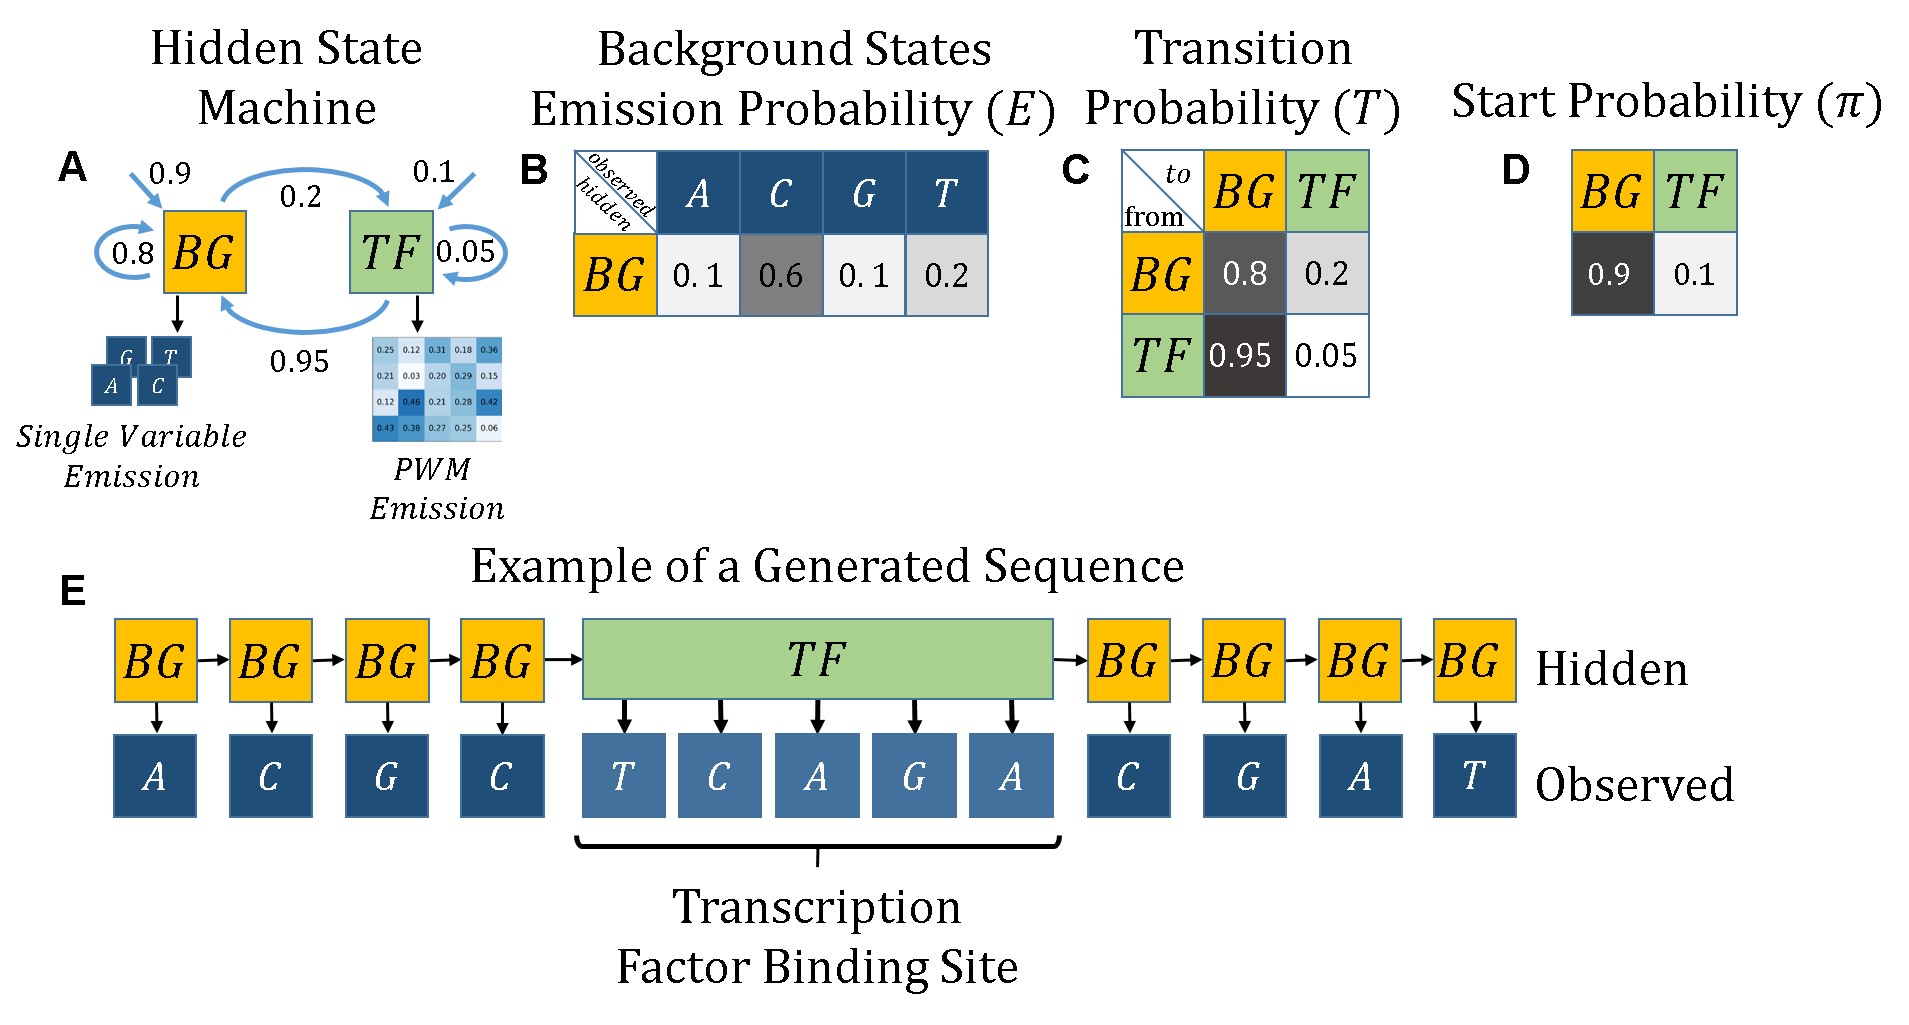 Hidden State
Machine
Background States
Emission Probability (E)
Transition
Probability (T)
Start Probability (π)
A
0.9
0.2
0.1
0.8
BG
TF
0.05
0.95
G T
A C
Single Variable
Emission
0.25 0.12 0.31 0.18 0.36
0.21 0.03 0.20 0.29 0.15
0.12 0.46 0.21 0.28 0.42
0.43 0.38 0.27 0.25 0.06
PWM
Emission
B
observed
hidden
A C G T
BG 0.1 0.6 0.1 0.2
C
to
from
BG TF
BG 0.8 0.2
TF 0.95 0.05
D
BG TF
0.9 0.1
Example of a Generated Sequence
E
BG BG BG BG TF BG BG BG BG Hidden
A C G C T C A G A C G A T Observed
Transcription
Factor Binding Site